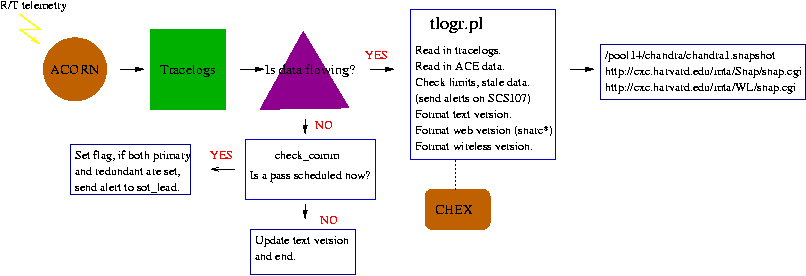 R/T telemetry
ACORN
Tracelogs
Is data flowing?
YES
tlogr.pl
Read in tracelogs.
Read in ACE data.
Check limits, stale data.
(send alerts on SCS107)
Format text version.
Format web version (snarc*)
Format wireless version.
/pool14/chandra/chandra1.snapshot
http://cxc.harvard.edu/mta/Snap/snap.cgi
http://cxc.harvard.edu/mta/WL/snap.cgi
NO
check_comm
Is a pass scheduled now?
YES
Set flag, if both primary
and redundant are set,
send alert to sot_lead.
CHEX
NO
Update text version
and end.